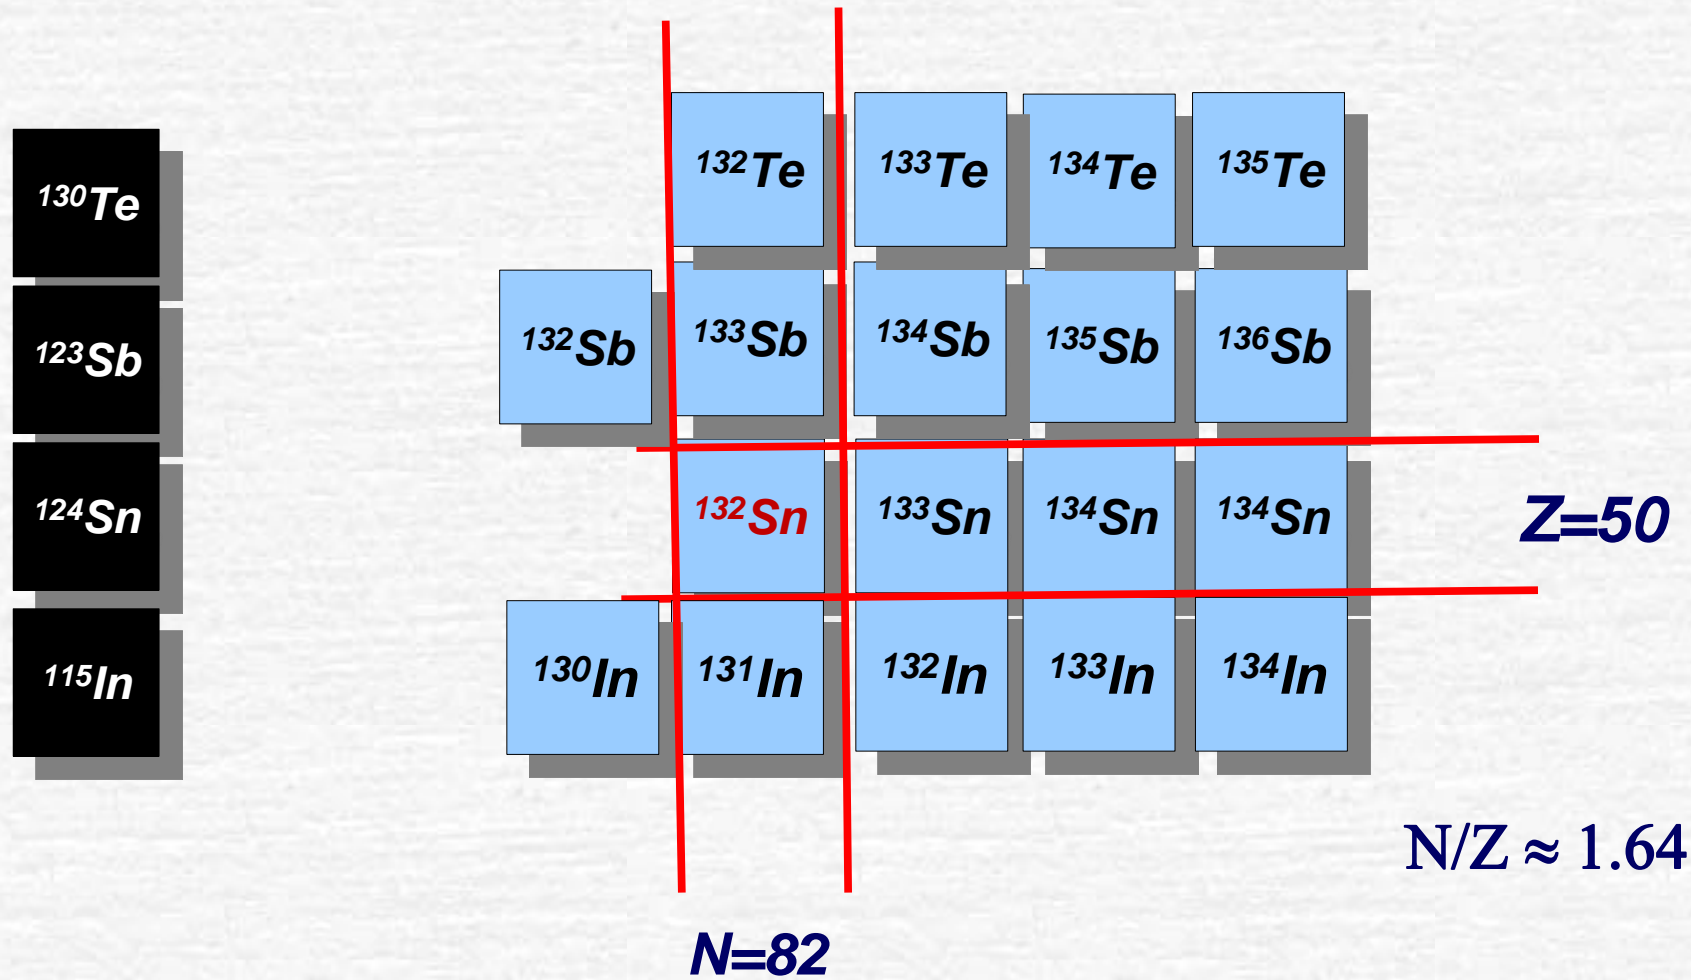 ¹³²Te ¹³³Te ¹³⁴Te ¹³⁵Te
¹³⁰Te
¹³²Sb ¹³³Sb ¹³⁴Sb ¹³⁵Sb ¹³⁶Sb
¹²³Sb
¹²⁴Sn ¹³²Sn ¹³³Sn ¹³⁴Sn ¹³⁴Sn Z=50
¹¹⁵In ¹³⁰In ¹³¹In ¹³²In ¹³³In ¹³⁴In
N/Z ≈ 1.64
N=82